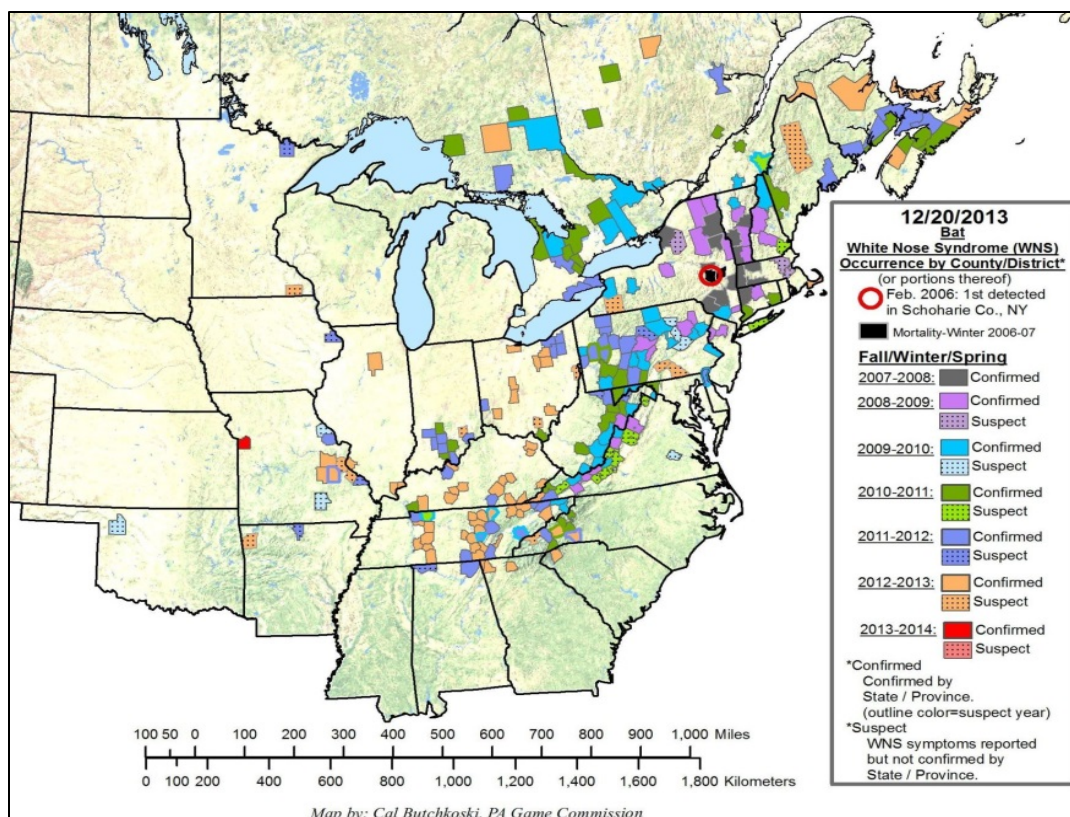 12/20/2013
Bat
White Nose Syndrome (WNS)
Occurrence by County/District*
(or portions thereof)
Feb. 2006: 1st detected
in Schoharie Co., NY
Mortality-Winter 2006-07
Fall/Winter/Spring
2007-2008: Confirmed
2008-2009: Confirmed
Suspect
2009-2010: Confirmed
Suspect
2010-2011: Confirmed
Suspect
2011-2012: Confirmed
Suspect
2012-2013: Confirmed
Suspect
2013-2014: Confirmed
Suspect
*Confirmed
Confirmed by
State / Province.
(outline color=suspect year)
*Suspect
WNS symptoms reported
but not confirmed by
State / Province.
100 50 0 100 200 300 400 500 600 700 800 900 1,000 Miles
0 100 200 400 600 800 1,000 1,200 1,400 1,600 1,800 Kilometers
Map by: Cal Butchkoski, PA Game Commission